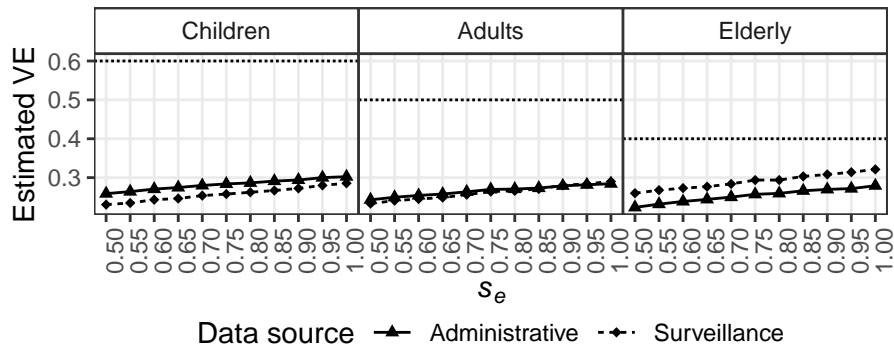 Children Adults Elderly
Estimated VE
0.6
0.5
0.4
0.3
0.50 0.55 0.60 0.65 0.70 0.75 0.80 0.85 0.90 0.95 1.00 0.50 0.55 0.60 0.65 0.70 0.75 0.80 0.85 0.90 0.95 1.00 0.50 0.55 0.60 0.65 0.70 0.75 0.80 0.85 0.90 0.95 1.00
s_e
Data source Administrative Surveillance